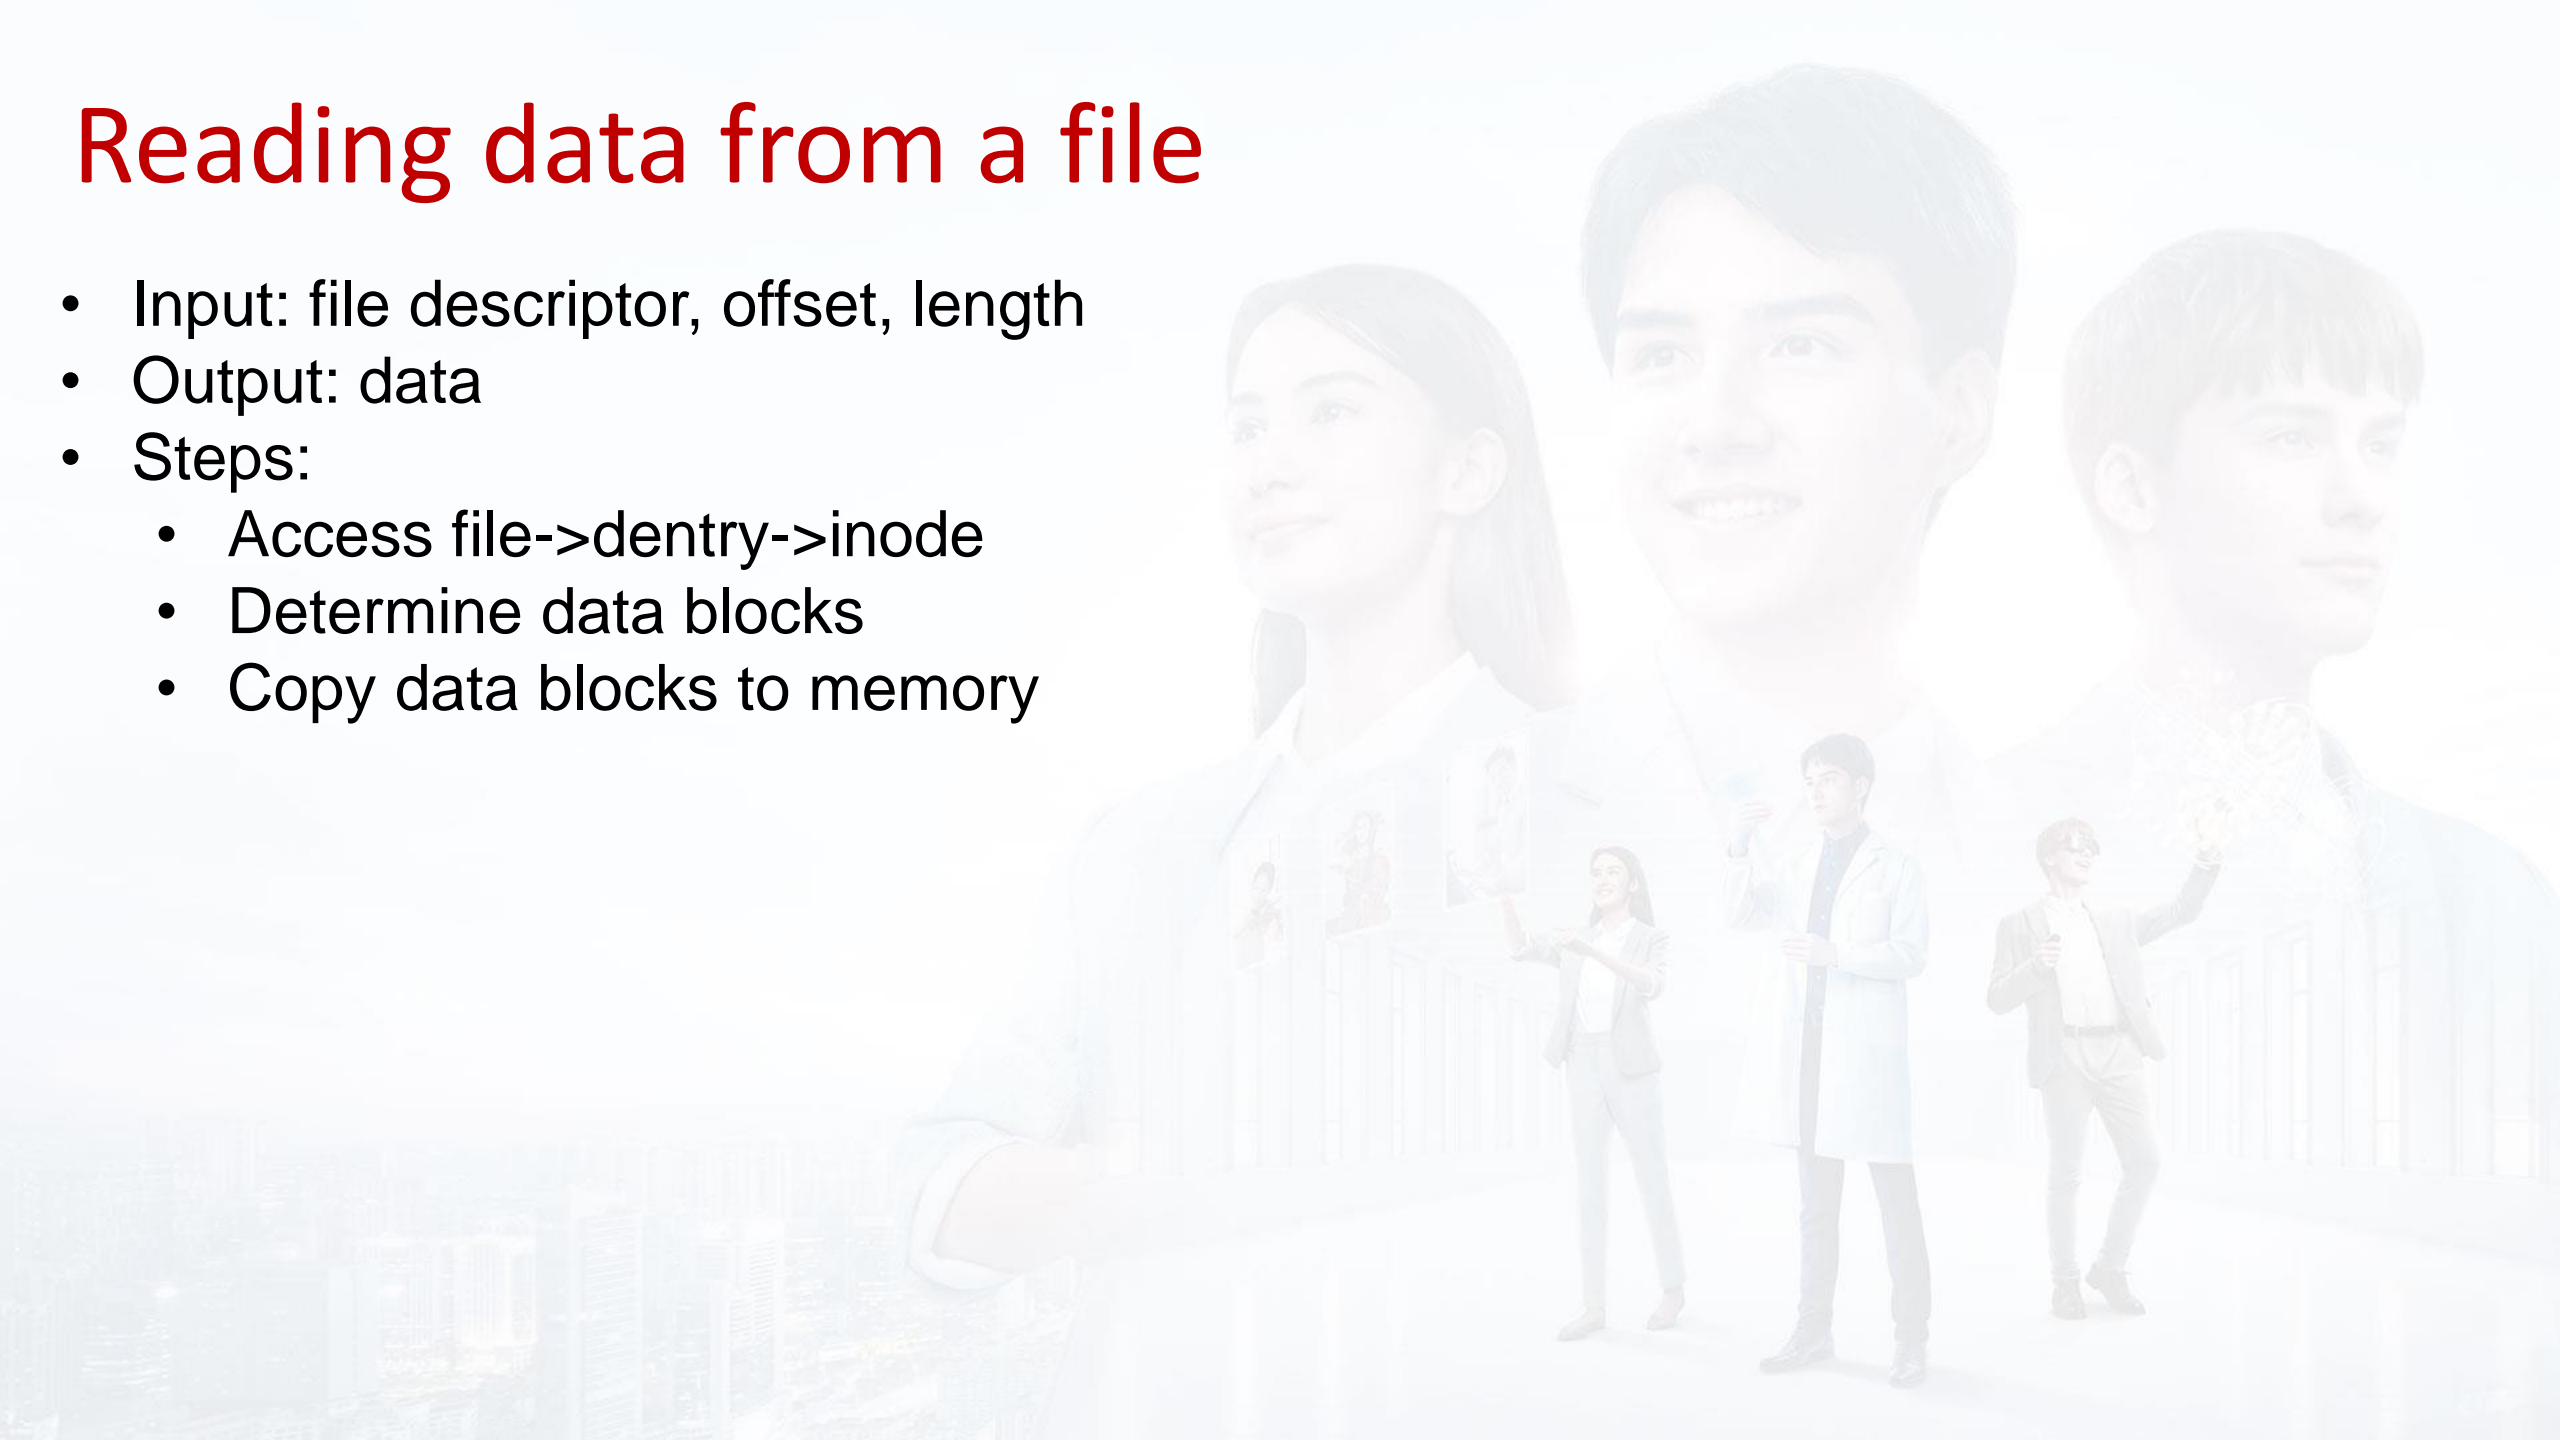 Reading data from a file
• Input: file descriptor, offset, length
• Output: data
• Steps:
• Access file->dentry->inode
• Determine data blocks
• Copy data blocks to memory